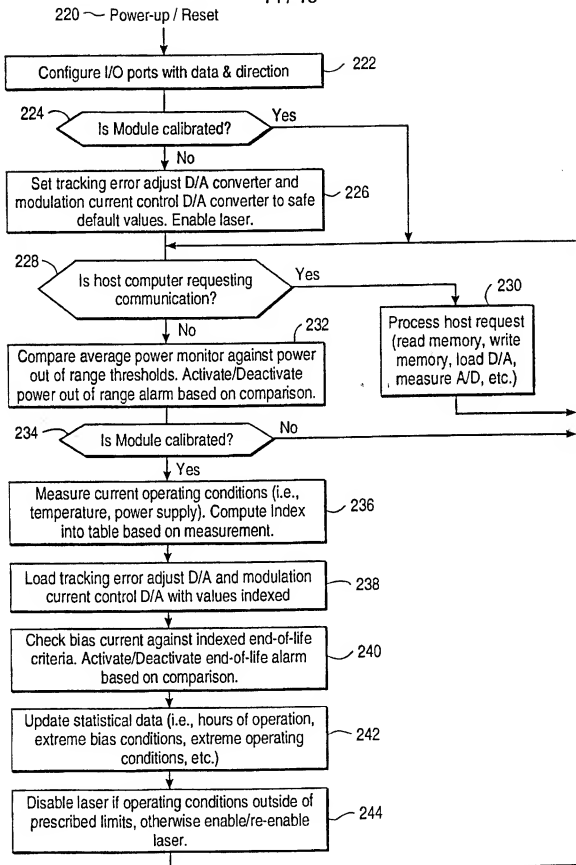 220 Power-up / Reset
Configure I/O ports with data & direction
222
224
Is Module calibrated?
Yes
No
Set tracking error adjust D/A converter and
modulation current control D/A converter to safe
default values. Enable laser.
226
228
Is host computer requesting
communication?
Yes
No
230
Process host request
(read memory, write
memory, load D/A,
measure A/D, etc.)
232
Compare average power monitor against power
out of range thresholds. Activate/Deactivate
power out of range alarm based on comparison.
234
Is Module calibrated?
No
Yes
Measure current operating conditions (i.e.,
temperature, power supply). Compute Index
into table based on measurement.
236
Load tracking error adjust D/A and modulation
current control D/A with values indexed
238
Check bias current against indexed end-of-life
criteria. Activate/Deactivate end-of-life alarm
based on comparison.
240
Update statistical data (i.e., hours of operation,
extreme bias conditions, extreme operating
conditions, etc.)
242
Disable laser if operating conditions outside of
prescribed limits, otherwise enable/re-enable
laser.
244